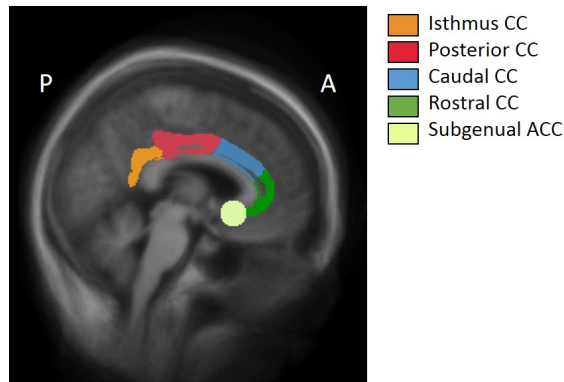 P
A
Isthmus CC
Posterior CC
Caudal CC
Rostral CC
Subgenual ACC